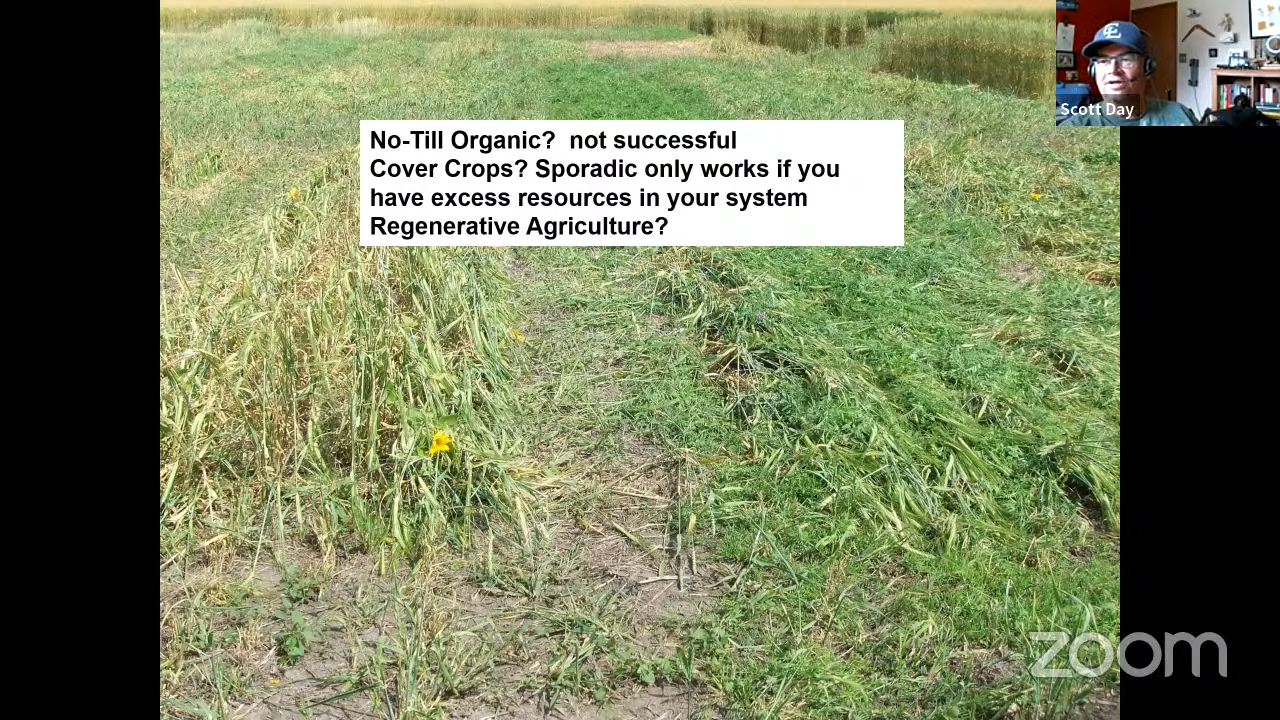 No-Till Organic?  not successful
Cover Crops? Sporadic only works if you
have excess resources in your system
Regenerative Agriculture?
Scott Day
zoom